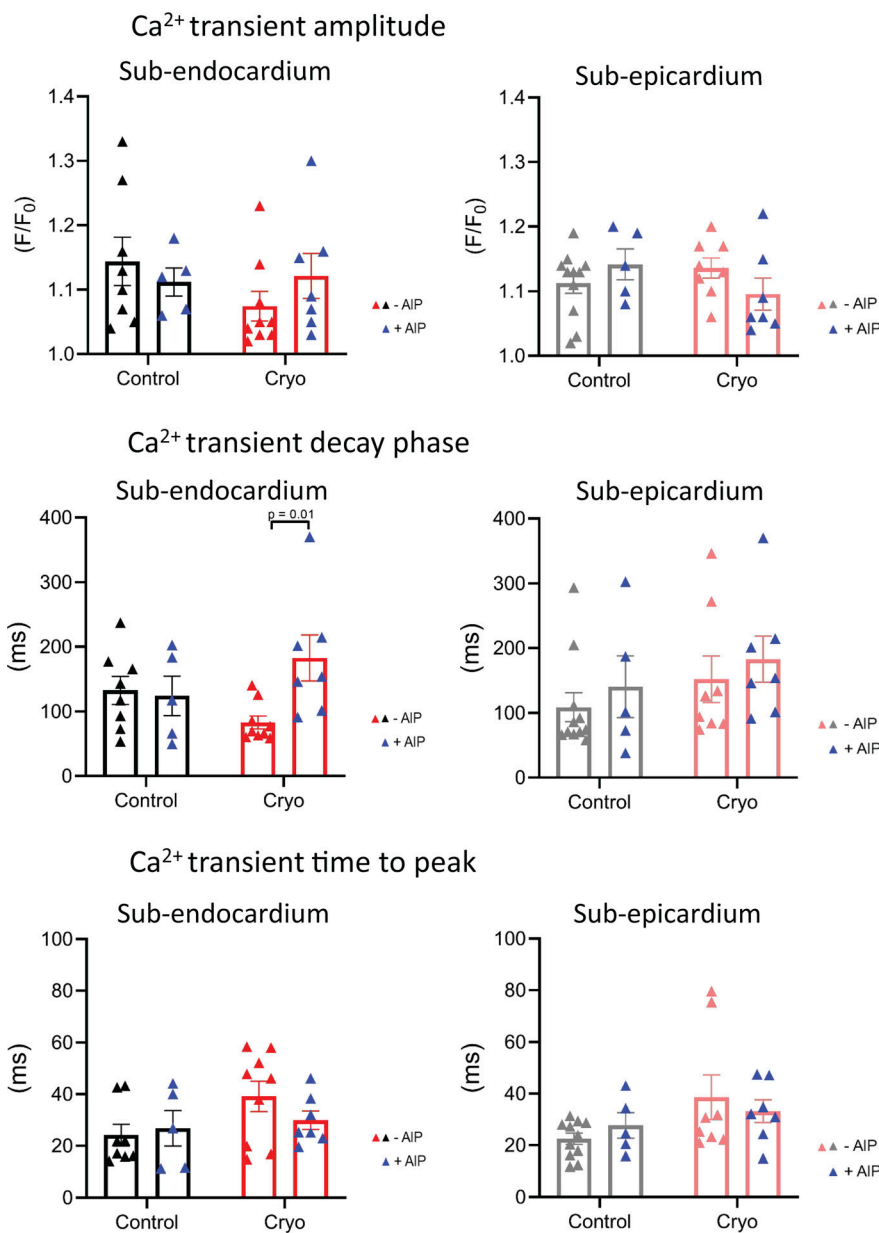 Ca²⁺ transient amplitude
Sub-endocardium
Sub-epicardium
(F/F₀)
1.4
1.3
1.2
1.1
1.0
Control
Cryo
- AIP
+ AIP
(F/F₀)
1.4
1.3
1.2
1.1
1.0
Control
Cryo
- AIP
+ AIP
Ca²⁺ transient decay phase
Sub-endocardium
Sub-epicardium
(ms)
400
300
200
100
0
p = 0.01
Control
Cryo
- AIP
+ AIP
(ms)
400
300
200
100
0
Control
Cryo
- AIP
+ AIP
Ca²⁺ transient time to peak
Sub-endocardium
Sub-epicardium
(ms)
100
80
60
40
20
0
Control
Cryo
- AIP
+ AIP
(ms)
100
80
60
40
20
0
Control
Cryo
- AIP
+ AIP